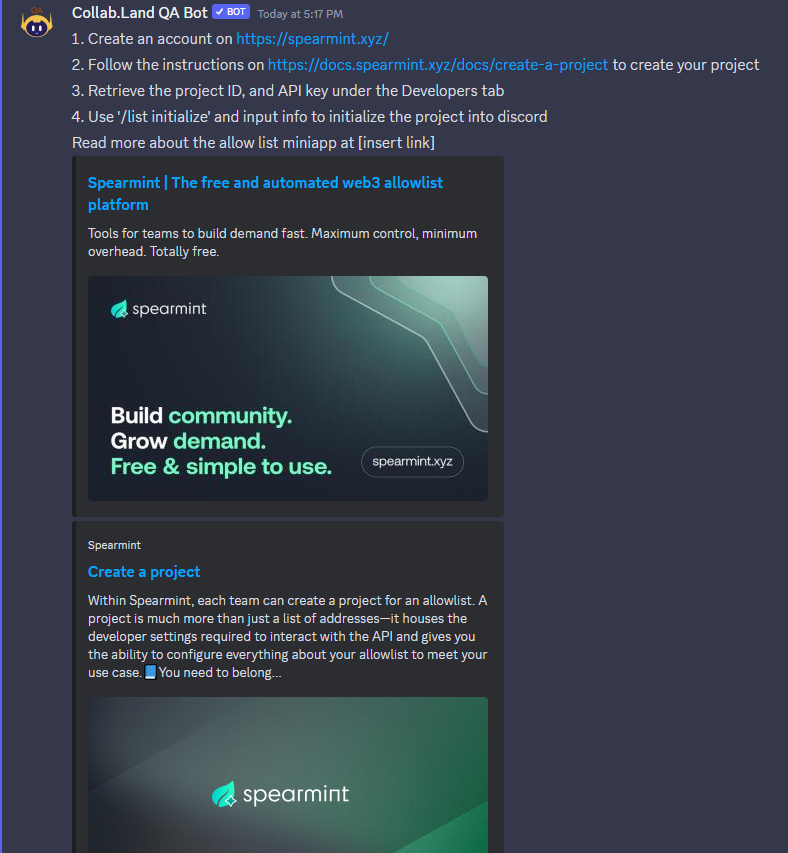 QA
Collab.Land QA Bot ✓ BOT Today at 5:17 PM
1. Create an account on https://spearmint.xyz/
2. Follow the instructions on https://docs.spearmint.xyz/docs/create-a-project to create your project
3. Retrieve the project ID, and API key under the Developers tab
4. Use '/list initialize' and input info to initialize the project into discord
Read more about the allow list miniapp at [insert link]
Spearmint | The free and automated web3 allowlist
platform
Tools for teams to build demand fast. Maximum control, minimum
overhead. Totally free.
spearmint
Build community.
Grow demand.
Free & simple to use.
spearmint.xyz
Spearmint
Create a project
Within Spearmint, each team can create a project for an allowlist. A
project is much more than just a list of addresses—it houses the
developer settings required to interact with the API and gives you
the ability to configure everything about your allowlist to meet your
use case.📘You need to belong...
spearmint